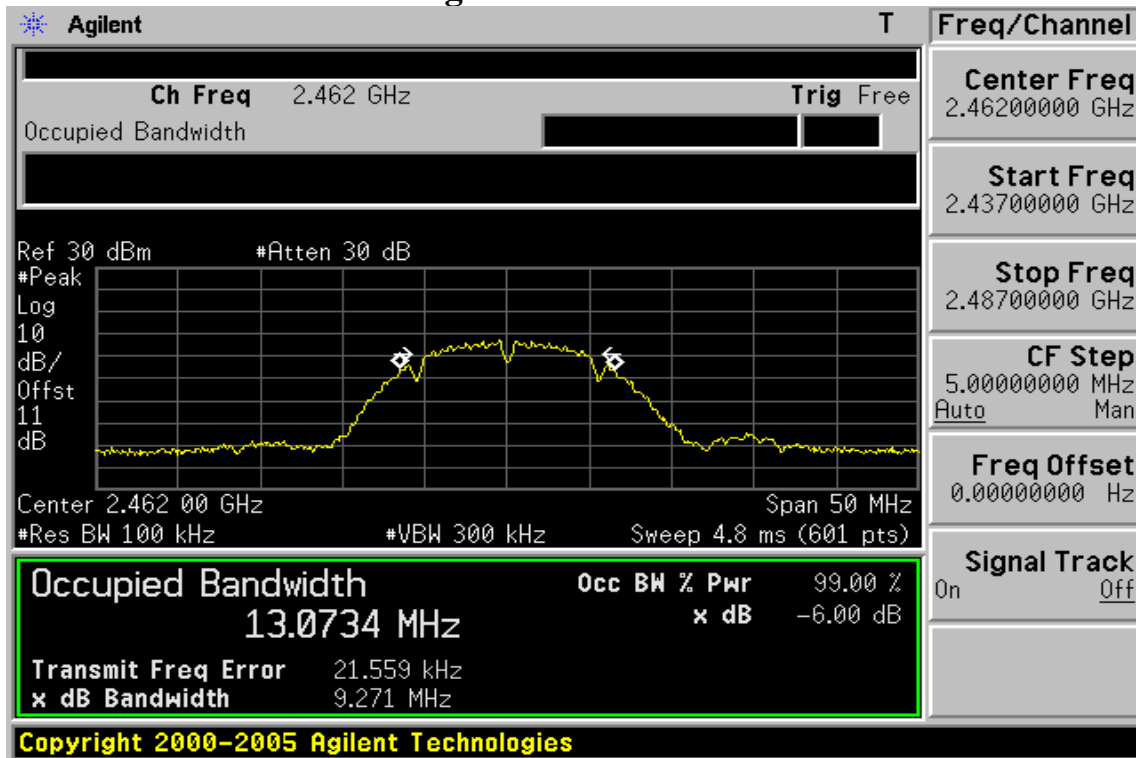 Agilent T
Freq/Channel
Ch Freq 2.462 GHz Trig Free
Occupied Bandwidth
Center Freq
2.46200000 GHz
Start Freq
2.43700000 GHz
Stop Freq
2.48700000 GHz
CF Step
5.00000000 MHz
Auto Man
Freq Offset
0.00000000 Hz
Signal Track
On Off
Ref 30 dBm #Atten 30 dB
#Peak
Log
10
dB/
Offst
11
dB
Center 2.462 00 GHz Span 50 MHz
#Res BW 100 kHz #VBW 300 kHz Sweep 4.8 ms (601 pts)
Occupied Bandwidth Occ BW % Pwr 99.00 %
13.0734 MHz x dB -6.00 dB
Transmit Freq Error 21.559 kHz
x dB Bandwidth 9.271 MHz
Copyright 2000-2005 Agilent Technologies